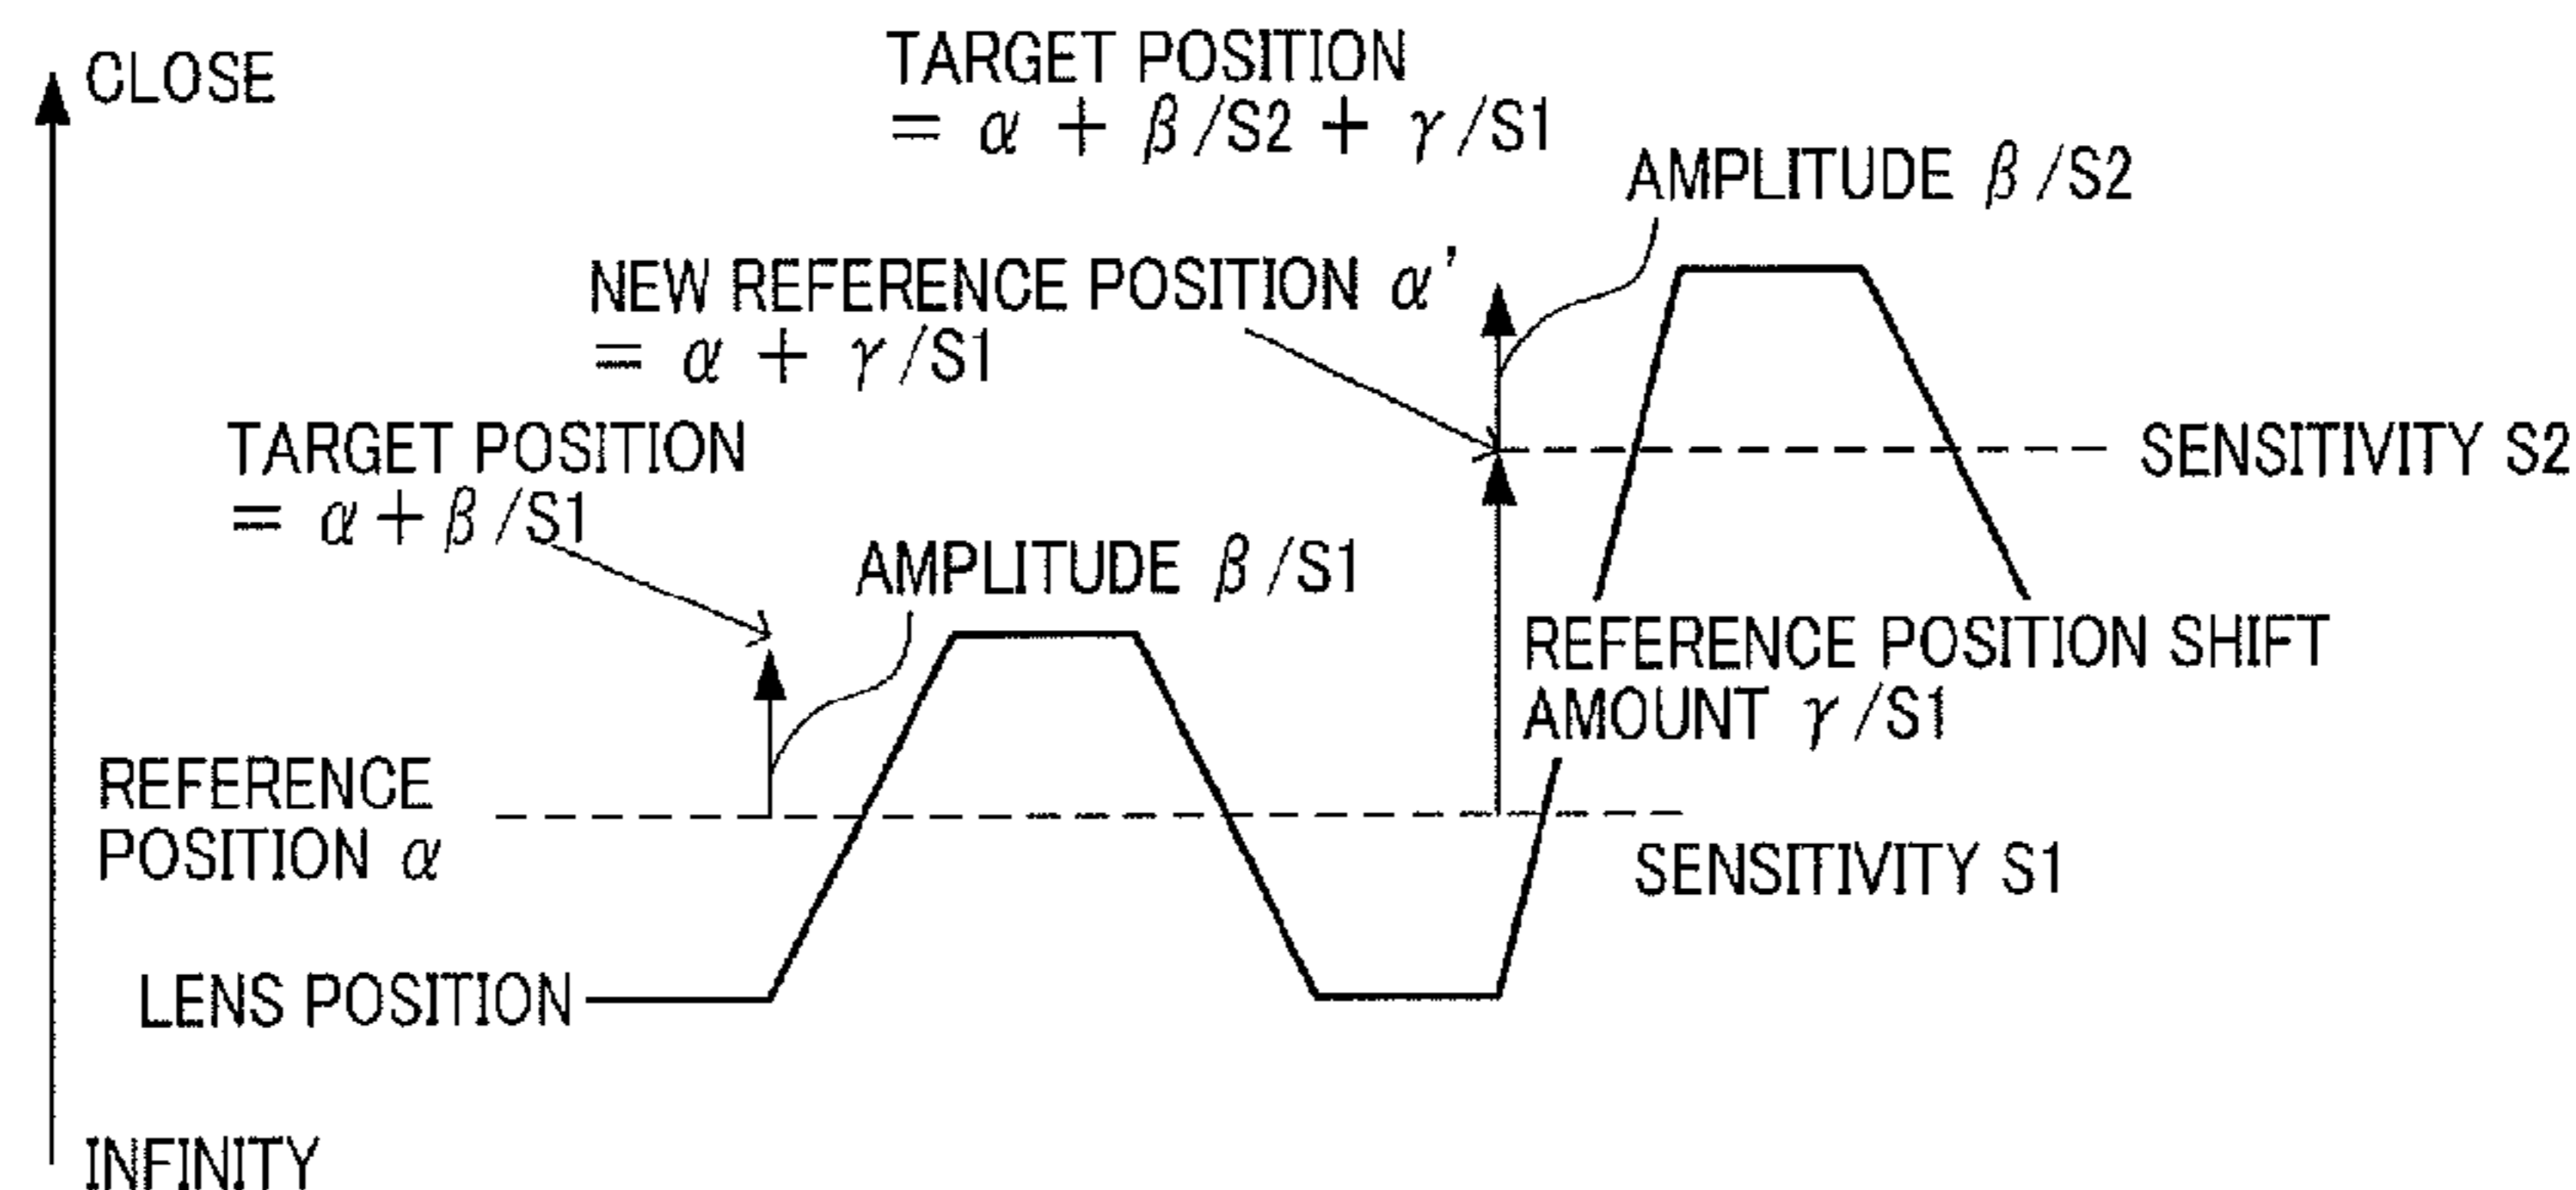 CLOSE
TARGET POSITION
= α + β/S2 + γ/S1
AMPLITUDE β/S2
NEW REFERENCE POSITION α'
= α + γ/S1
TARGET POSITION
= α + β/S1
SENSITIVITY S2
AMPLITUDE β/S1
REFERENCE POSITION SHIFT
AMOUNT γ/S1
REFERENCE
POSITION α
SENSITIVITY S1
LENS POSITION
INFINITY